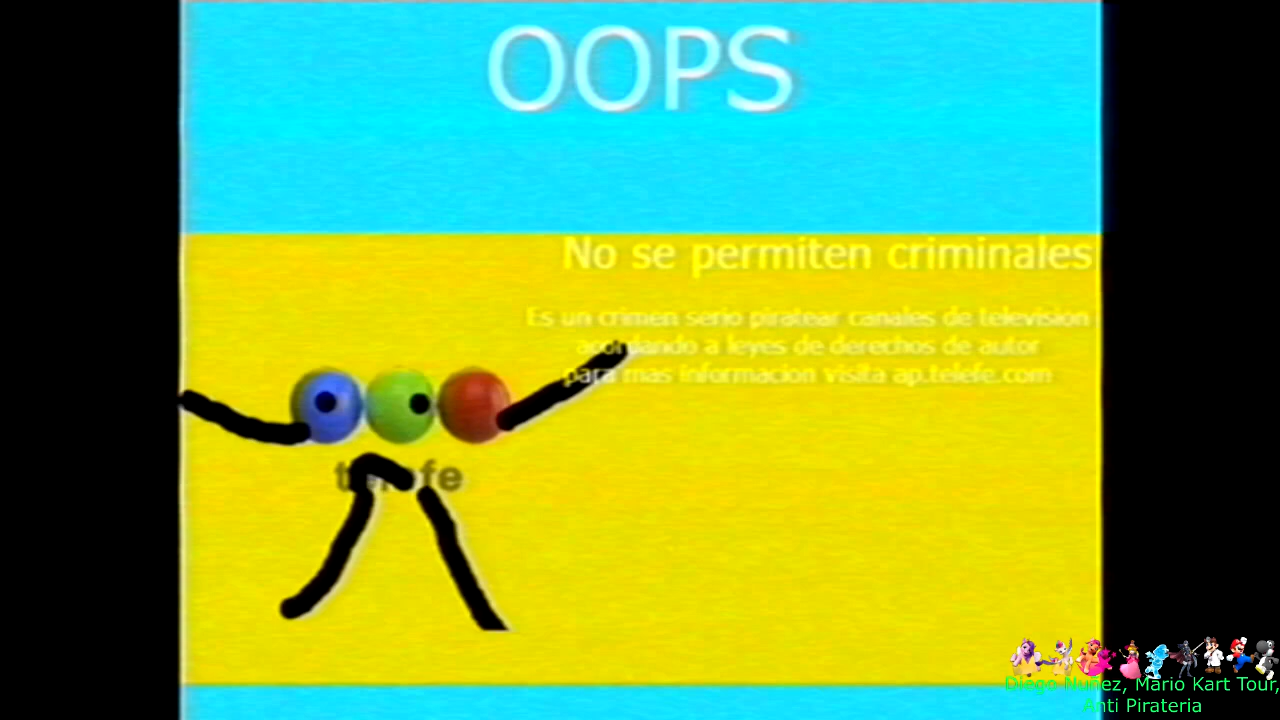 OOPS
No se permiten criminales
Es un crimen serio piratear canales de television
acordando a leyes de derechos de autor
para mas informacion visita ap.telefe.com
telefe
Diego Nuñez, Mario Kart Tour,
Anti Pirateria